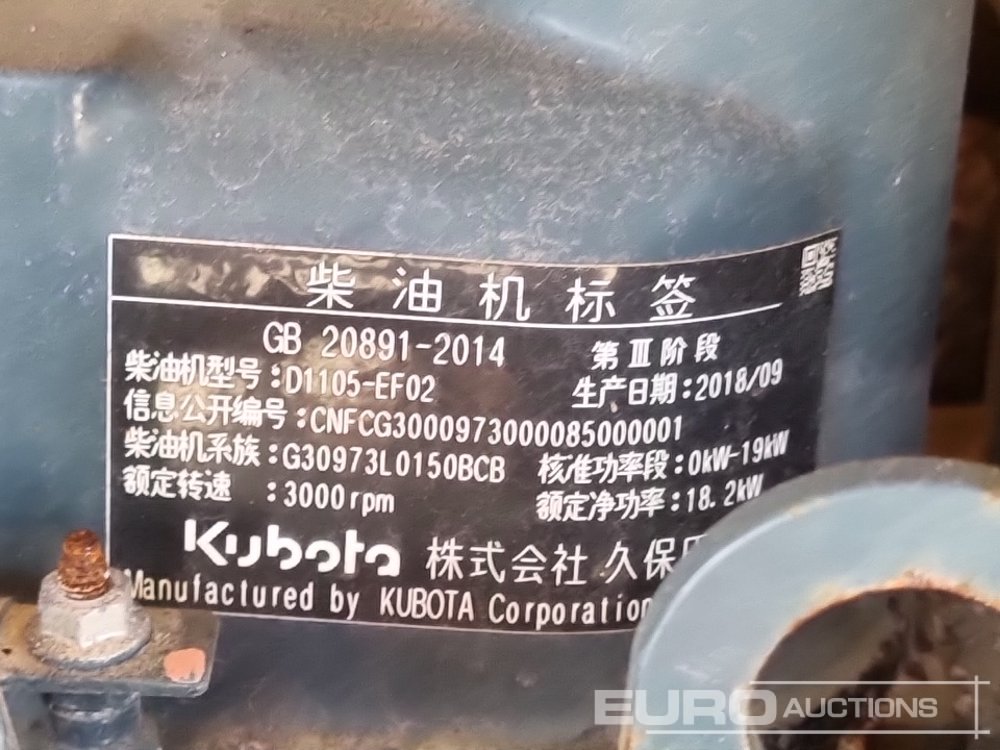 柴油机标签
GB 20891-2014 第Ⅲ阶段
柴油机型号:D1105-EF02 生产日期:2018/09
信息公开编号:CNFCG3000973000085000001
柴油机系族:G30973L0150BCB 核准功率段:0kW-19kW
额定转速 :3000rpm 额定净功率:18.2kW
Kubota 株式会社 久保
Manufactured by KUBOTA Corporation
EURO AUCTIONS